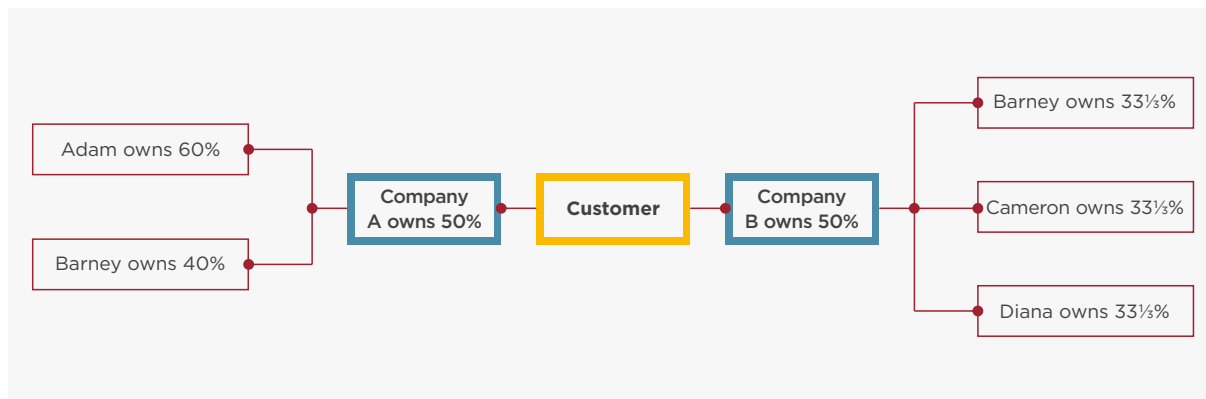 Adam owns 60%
Barney owns 40%
Company
A owns 50%
Customer
Company
B owns 50%
Barney owns 33⅓%
Cameron owns 33⅓%
Diana owns 33⅓%